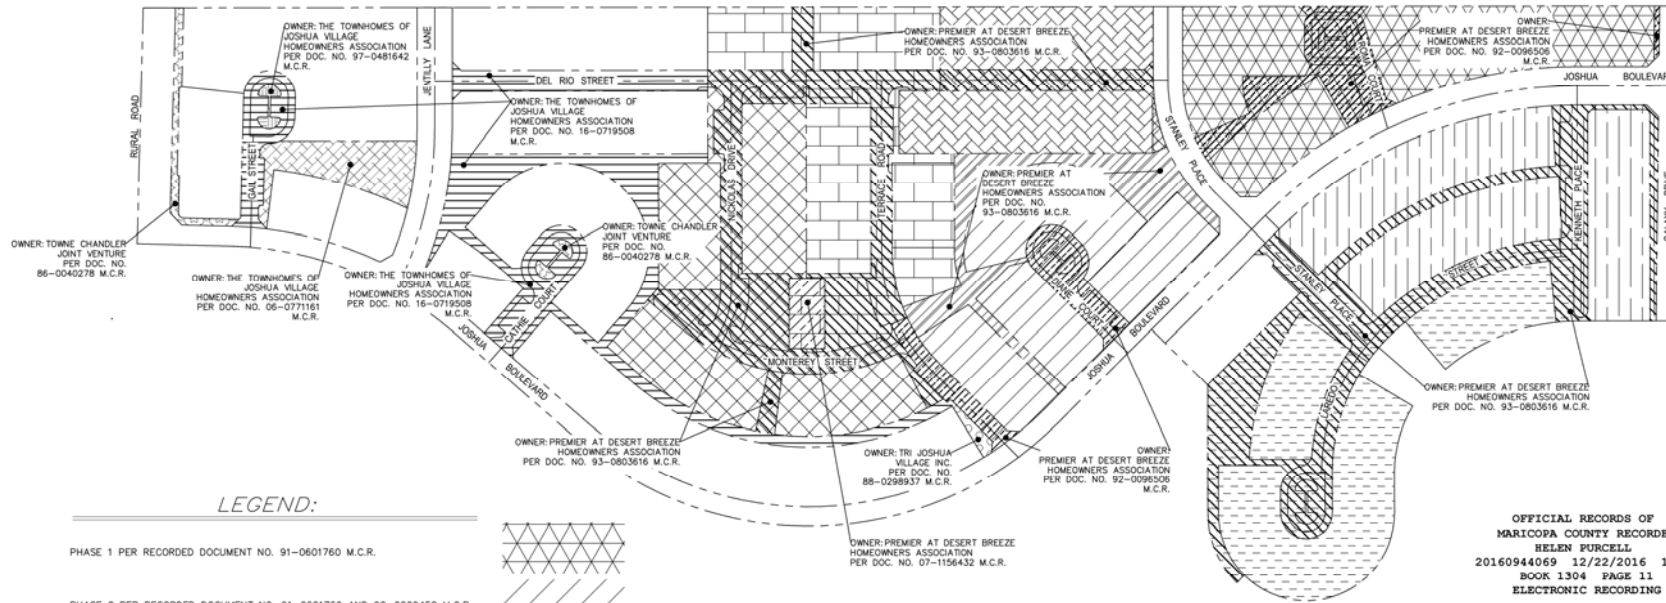 OWNER: THE TOWNHOMES OF
JOSHUA VILLAGE
HOMEOWNERS ASSOCIATION
PER DOC. NO. 97-0481642
M.C.R.
JENTILLY LANE
DEL RIO STREET
OWNER: PREMIER AT DESERT BREEZE
HOMEOWNERS ASSOCIATION
PER DOC. NO. 93-0803616 M.C.R.
ROMA COURT
OWNER:
PREMIER AT DESERT BREEZE
HOMEOWNERS ASSOCIATION
PER DOC. NO. 92-0096506
M.C.R.
JOSHUA BOULEVAR
RURAL ROAD
GAIL STREET
OWNER: THE TOWNHOMES OF
JOSHUA VILLAGE
HOMEOWNERS ASSOCIATION
PER DOC. NO. 16-0719508
M.C.R.
NICKOLAS DRIVE
TERRACE ROAD
STANLEY PLACE
OWNER: PREMIER AT
DESERT BREEZE
HOMEOWNERS ASSOCIATION
PER DOC. NO.
93-0803616 M.C.R.
KENNETH PLACE
OWNER: TOWNE CHANDLER
JOINT VENTURE
PER DOC. NO.
86-0040278 M.C.R.
OWNER: THE TOWNHOMES OF
JOSHUA VILLAGE
HOMEOWNERS ASSOCIATION
PER DOC. NO. 06-0771161
M.C.R.
OWNER: THE TOWNHOMES OF
JOSHUA VILLAGE
HOMEOWNERS ASSOCIATION
PER DOC. NO. 16-0719508
M.C.R.
OWNER: TOWNE CHANDLER
JOINT VENTURE
PER DOC. NO.
86-0040278 M.C.R.
CATHIE COURT
JOSHUA
BOULEVARD
MONTEREY STREET
DIANE COURT
JOSHUA BOULEVARD
STANLEY PLACE
LAREDO STREET
OWNER: PREMIER AT DESERT BREEZE
HOMEOWNERS ASSOCIATION
PER DOC. NO. 93-0803616 M.C.R.
OWNER: PREMIER AT DESERT BREEZE
HOMEOWNERS ASSOCIATION
PER DOC. NO. 93-0803616 M.C.R.
OWNER: TRI JOSHUA
VILLAGE INC.
PER DOC. NO.
88-0298937 M.C.R.
OWNER:
PREMIER AT DESERT BREEZE
HOMEOWNERS ASSOCIATION
PER DOC. NO. 92-0096506
M.C.R.
OWNER: PREMIER AT DESERT BREEZE
HOMEOWNERS ASSOCIATION
PER DOC. NO. 07-1156432 M.C.R.
LEGEND:
PHASE 1 PER RECORDED DOCUMENT NO. 91-0601760 M.C.R.
OFFICIAL RECORDS OF
MARICOPA COUNTY RECORDE
HELEN PURCELL
20160944069 12/22/2016 1
BOOK 1304 PAGE 11
ELECTRONIC RECORDING